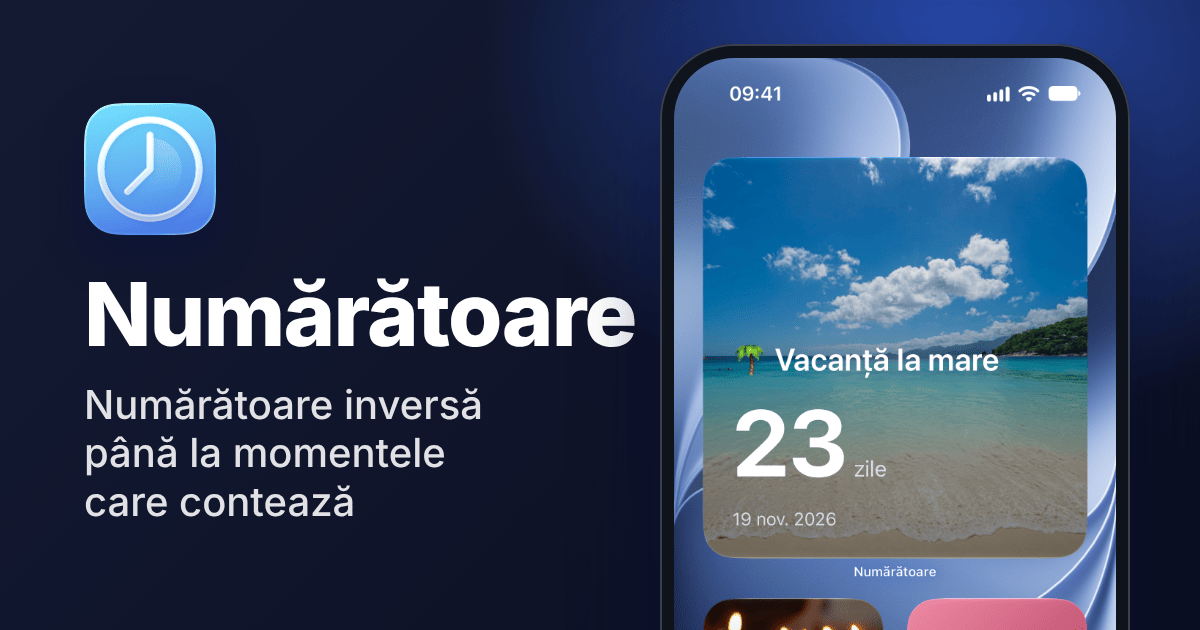 Numărătoare
Numărătoare inversă
până la momentele
care contează
09:41
🌴 Vacanță la mare
23 zile
19 nov. 2026
Numărătoare